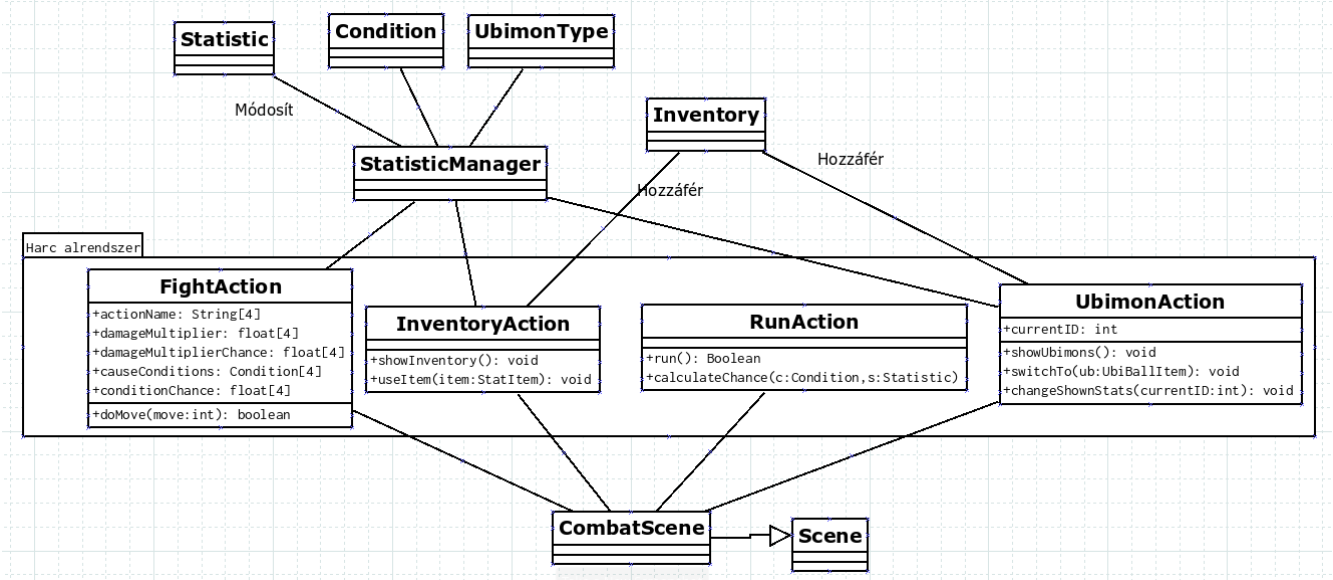 Statistic
Condition
UbimonType
Módosít
Inventory
StatisticManager
Hozzáfér
Hozzáfér
Harc alrendszer
FightAction
+actionName: String[4]
+damageMultiplier: float[4]
+damageMultiplierChance: float[4]
+causeConditions: Condition[4]
+conditionChance: float[4]
+doMove(move:int): boolean
InventoryAction
+showInventory(): void
+useItem(item:StatItem): void
RunAction
+run(): Boolean
+calculateChance(c:Condition,s:Statistic)
UbimonAction
+currentID: int
+showUbimons(): void
+switchTo(ub:UbiBallItem): void
+changeShownStats(currentID:int): void
CombatScene
Scene